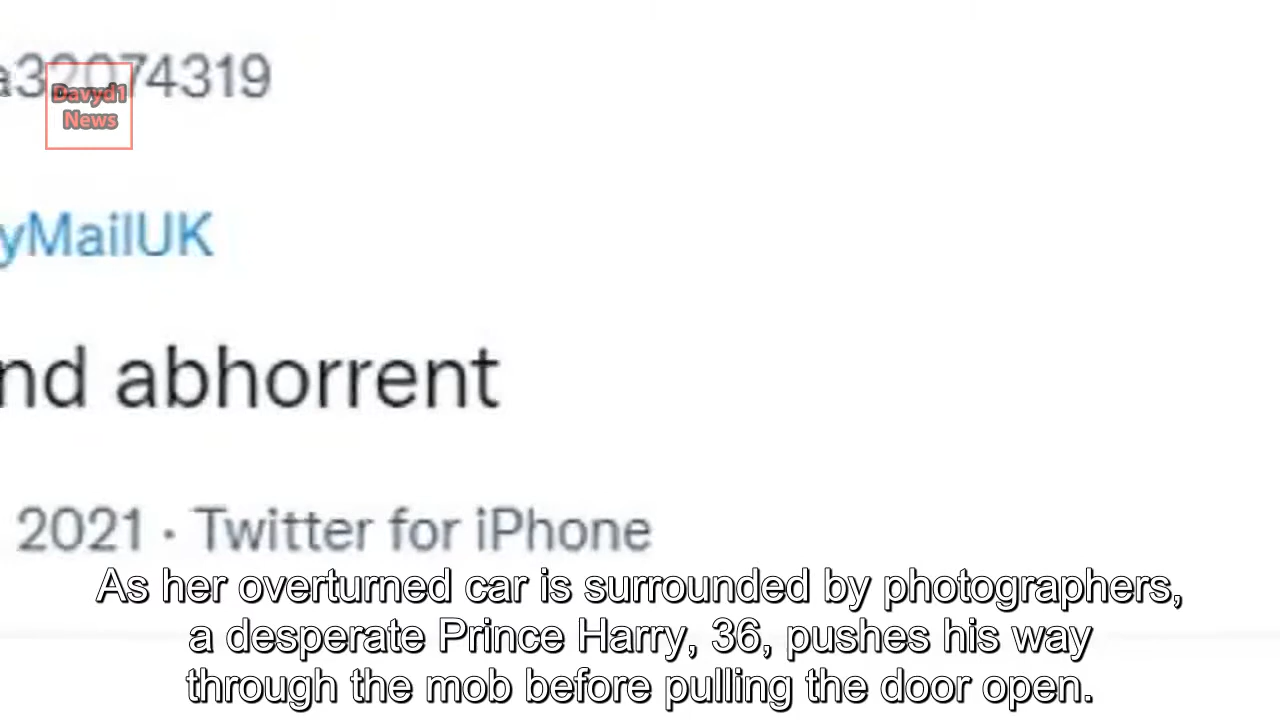 a32074319
Davyd1
News
yMailUK
nd abhorrent
2021 · Twitter for iPhone
As her overturned car is surrounded by photographers,
a desperate Prince Harry, 36, pushes his way
through the mob before pulling the door open.